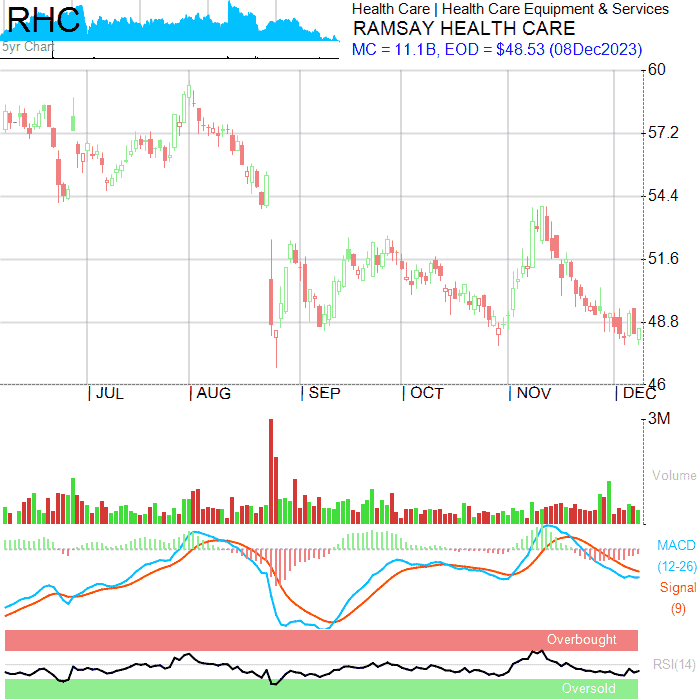 RHC
5yr Chart
Health Care | Health Care Equipment & Services
RAMSAY HEALTH CARE
MC = 11.1B, EOD = $48.53 (08Dec2023)
60
57.2
54.4
51.6
48.8
46
JUL AUG SEP OCT NOV DEC
3M
Volume
MACD
(12-26)
Signal
(9)
Overbought
RSI(14)
Oversold